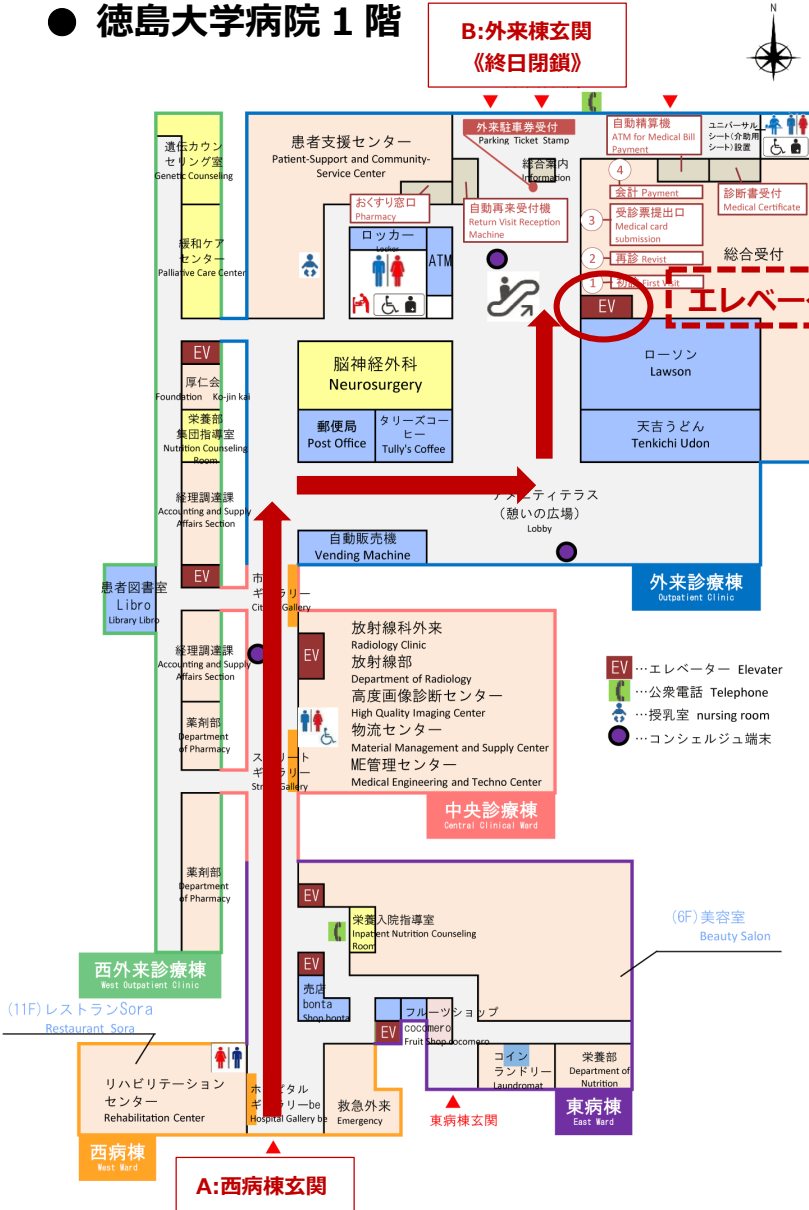 ● 徳島大学病院 1 階
B:外来棟玄関
《終日閉鎖》
N
遺伝カウン
セリング室
Genetic Counseling
患者支援センター
Patient-Support and Community-
Service Center
外来駐車券受付
Parking Ticket Stamp
総合案内
Information
自動精算機
ATM for Medical Bill
Payment
ユニバーサル
シート(介助用
シート)設置
おくすり窓口
Pharmacy
自動再来受付機
Return Visit Reception
Machine
4
会計 Payment
診断書受付
Medical Certificate
3
受診票提出口
Medical card
submission
2
再診 Revist
1
初診 First Visit
総合受付
緩和ケア
センター
Palliative Care Center
ロッカー
Locker
ATM
EV
エレベー
EV
厚仁会
Foundation Ko-jin kai
脳神経外科
Neurosurgery
ローソン
Lawson
栄養部
集団指導室
Nutrition Counseling
Room
郵便局
Post Office
タリーズコー
ヒー
Tully's Coffee
天吉うどん
Tenkichi Udon
経理調達課
Accounting and Supply
Affairs Section
アメニティテラス
(憩いの広場)
Lobby
自動販売機
Vending Machine
EV
患者図書室
Libro
Library Libro
市
ギャラリー
Gallery
外来診療棟
Outpatient Clinic
経理調達課
Accounting and Supply
Affairs Section
EV
放射線科外来
Radiology Clinic
放射線部
Department of Radiology
高度画像診断センター
High Quality Imaging Center
物流センター
Material Management and Supply Center
ME管理センター
Medical Engineering and Techno Center
EV…エレベーター Elevater
…公衆電話 Telephone
…授乳室 nursing room
…コンシェルジュ端末
薬剤部
Department
of Pharmacy
ストリート
ギャラリー
Street Gallery
中央診療棟
Central Clinical Ward
薬剤部
Department
of Pharmacy
EV
栄養入院指導室
Inpatient Nutrition Counseling
Room
(6F)美容室
Beauty Salon
西外来診療棟
West Outpatient Clinic
EV
売店
bonta
Shop bonta
(11F)レストランSora
Restaurant Sora
フルーツショップ
cocomero
Fruit Shop cocomero
EV
リハビリテーション
センター
Rehabilitation Center
ホスピタル
ギャラリーbe
Hospital Gallery be
救急外来
Emergency
コイン
ランドリー
Laundromat
栄養部
Department of
Nutrition
東病棟玄関
東病棟
East Ward
西病棟
West Ward
A:西病棟玄関